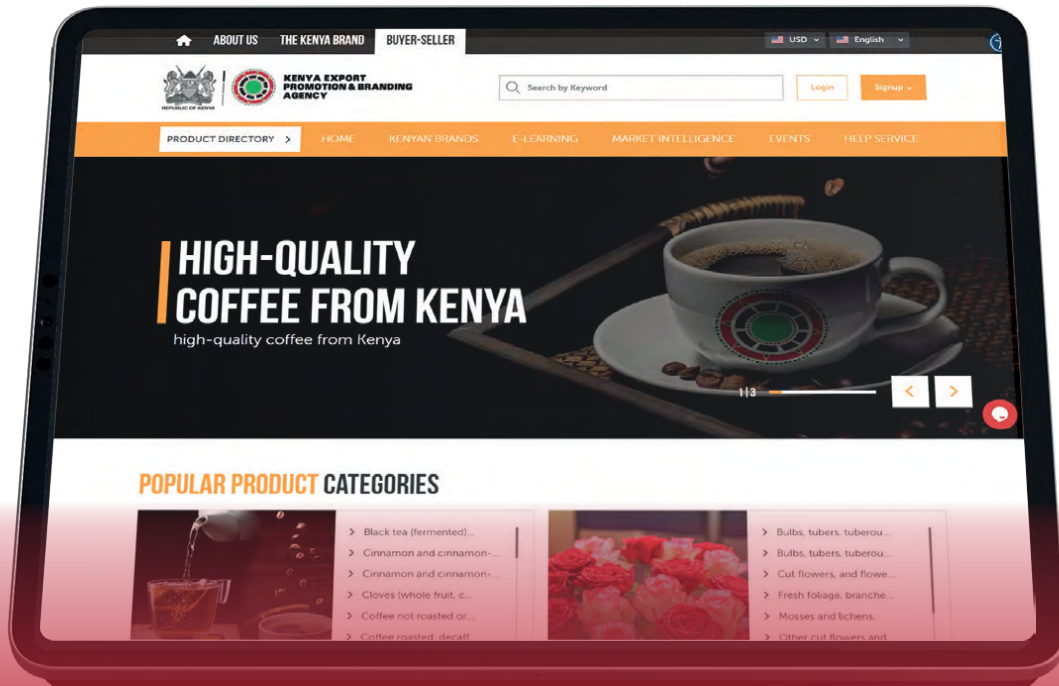 ABOUT US THE KENYA BRAND BUYER-SELLER USD English
REPUBLIC OF KENYA
KENYA EXPORT
PROMOTION & BRANDING
AGENCY
Search by Keyword
Login
Signup
PRODUCT DIRECTORY > HOME KENYAN BRANDS E-LEARNING MARKET INTELLIGENCE EVENTS HELP SERVICE
HIGH-QUALITY
COFFEE FROM KENYA
high-quality coffee from Kenya
1|3
POPULAR PRODUCT CATEGORIES
Black tea (fermented)...
Cinnamon and cinnamon-...
Cinnamon and cinnamon-...
Cloves (whole fruit, c...
Coffee not roasted or...
Coffee roasted, decaff...
Bulbs, tubers, tuberou...
Bulbs, tubers, tuberou...
Cut flowers, and flowe...
Fresh foliage, branche...
Mosses and lichens,
Other cut flowers and